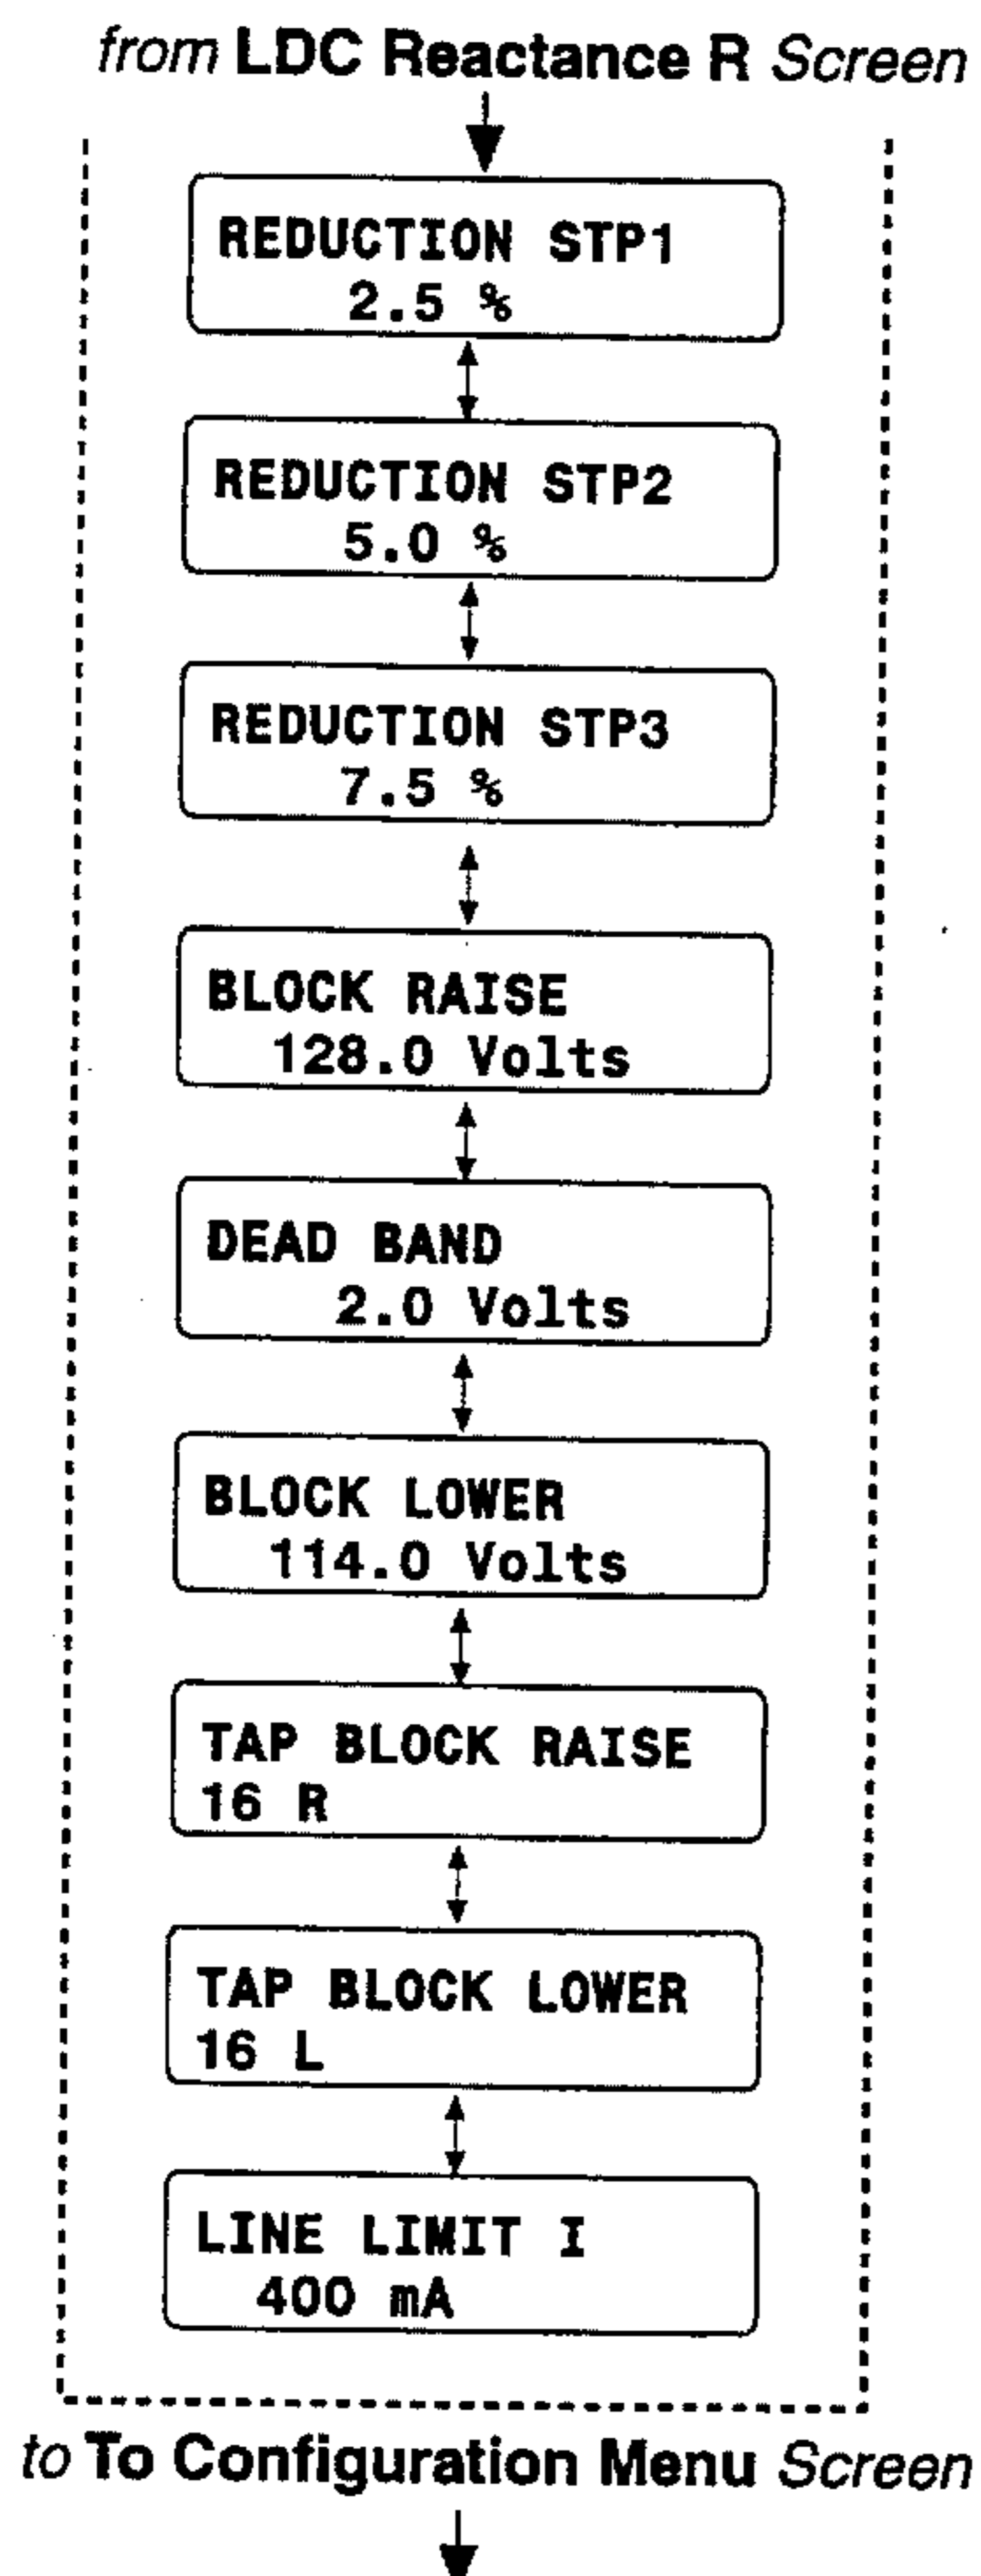 from LDC Reactance R Screen
REDUCTION STP1
2.5 %
REDUCTION STP2
5.0 %
REDUCTION STP3
7.5 %
BLOCK RAISE
128.0 Volts
DEAD BAND
2.0 Volts
BLOCK LOWER
114.0 Volts
TAP BLOCK RAISE
16 R
TAP BLOCK LOWER
16 L
LINE LIMIT I
400 mA
to To Configuration Menu Screen